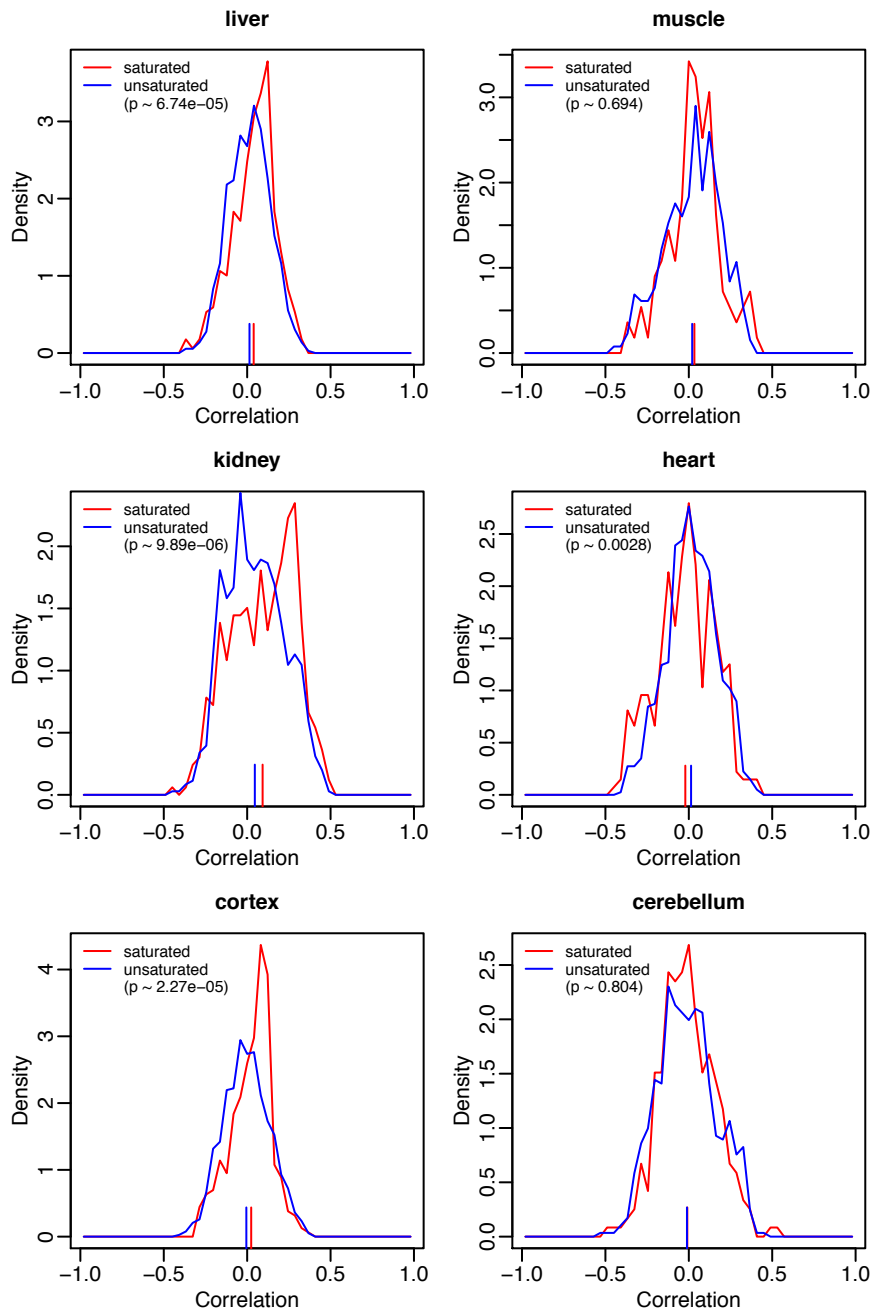 liver
saturated
unsaturated
(p ~ 6.74e−05)
Density
0 1 2 3
−1.0 −0.5 0.0 0.5 1.0
Correlation
muscle
saturated
unsaturated
(p ~ 0.694)
Density
0.0 1.0 2.0 3.0
−1.0 −0.5 0.0 0.5 1.0
Correlation
kidney
saturated
unsaturated
(p ~ 9.89e−06)
Density
0.0 0.5 1.0 1.5 2.0
−1.0 −0.5 0.0 0.5 1.0
Correlation
heart
saturated
unsaturated
(p ~ 0.0028)
Density
0.0 0.5 1.0 1.5 2.0 2.5
−1.0 −0.5 0.0 0.5 1.0
Correlation
cortex
saturated
unsaturated
(p ~ 2.27e−05)
Density
0 1 2 3 4
−1.0 −0.5 0.0 0.5 1.0
Correlation
cerebellum
saturated
unsaturated
(p ~ 0.804)
Density
0.0 0.5 1.0 1.5 2.0 2.5
−1.0 −0.5 0.0 0.5 1.0
Correlation